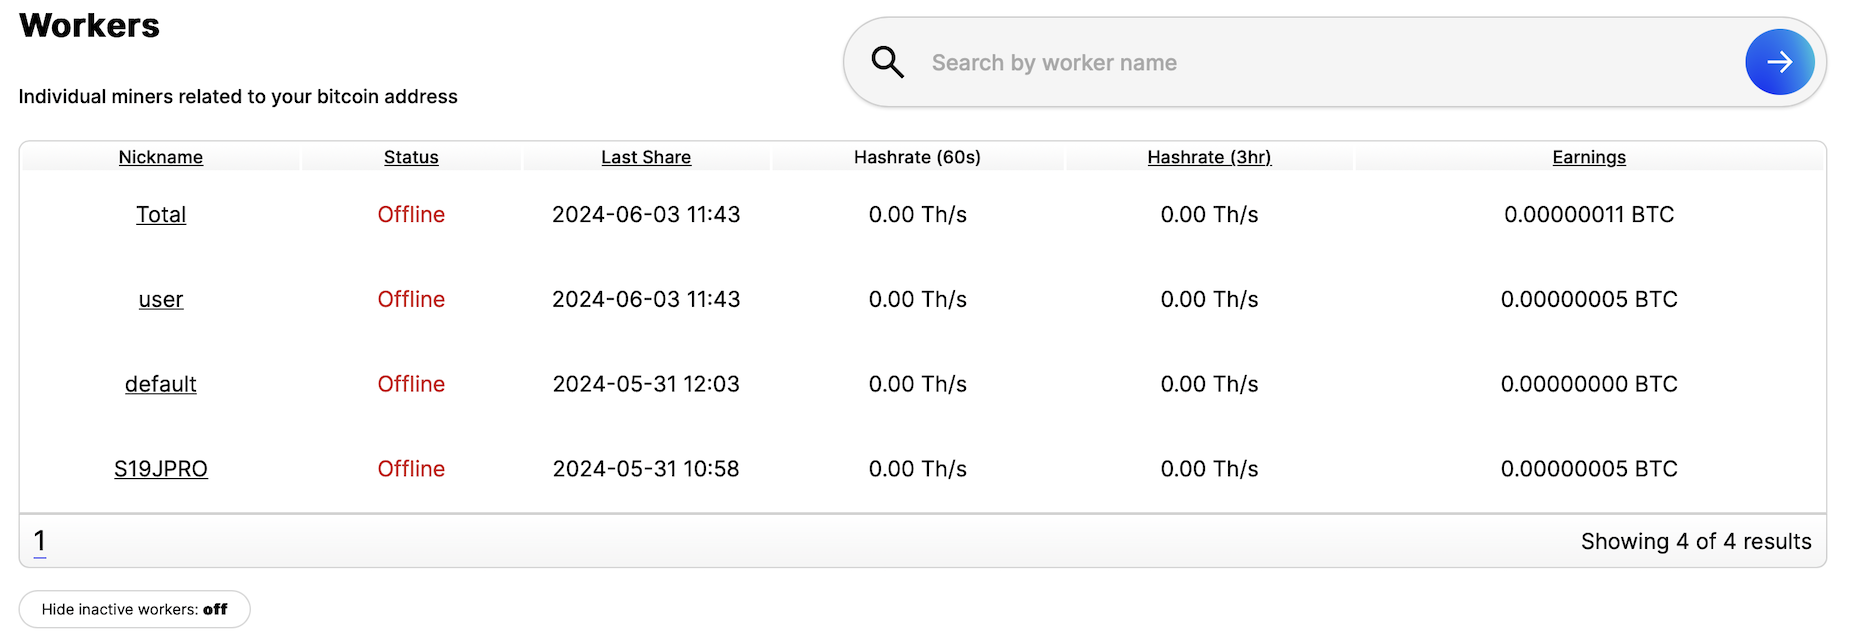 Workers
Search by worker name
Individual miners related to your bitcoin address
Nickname Status Last Share Hashrate (60s) Hashrate (3hr) Earnings
Total Offline 2024-06-03 11:43 0.00 Th/s 0.00 Th/s 0.00000011 BTC
user Offline 2024-06-03 11:43 0.00 Th/s 0.00 Th/s 0.00000005 BTC
default Offline 2024-05-31 12:03 0.00 Th/s 0.00 Th/s 0.00000000 BTC
S19JPRO Offline 2024-05-31 10:58 0.00 Th/s 0.00 Th/s 0.00000005 BTC
1 Showing 4 of 4 results
Hide inactive workers: off